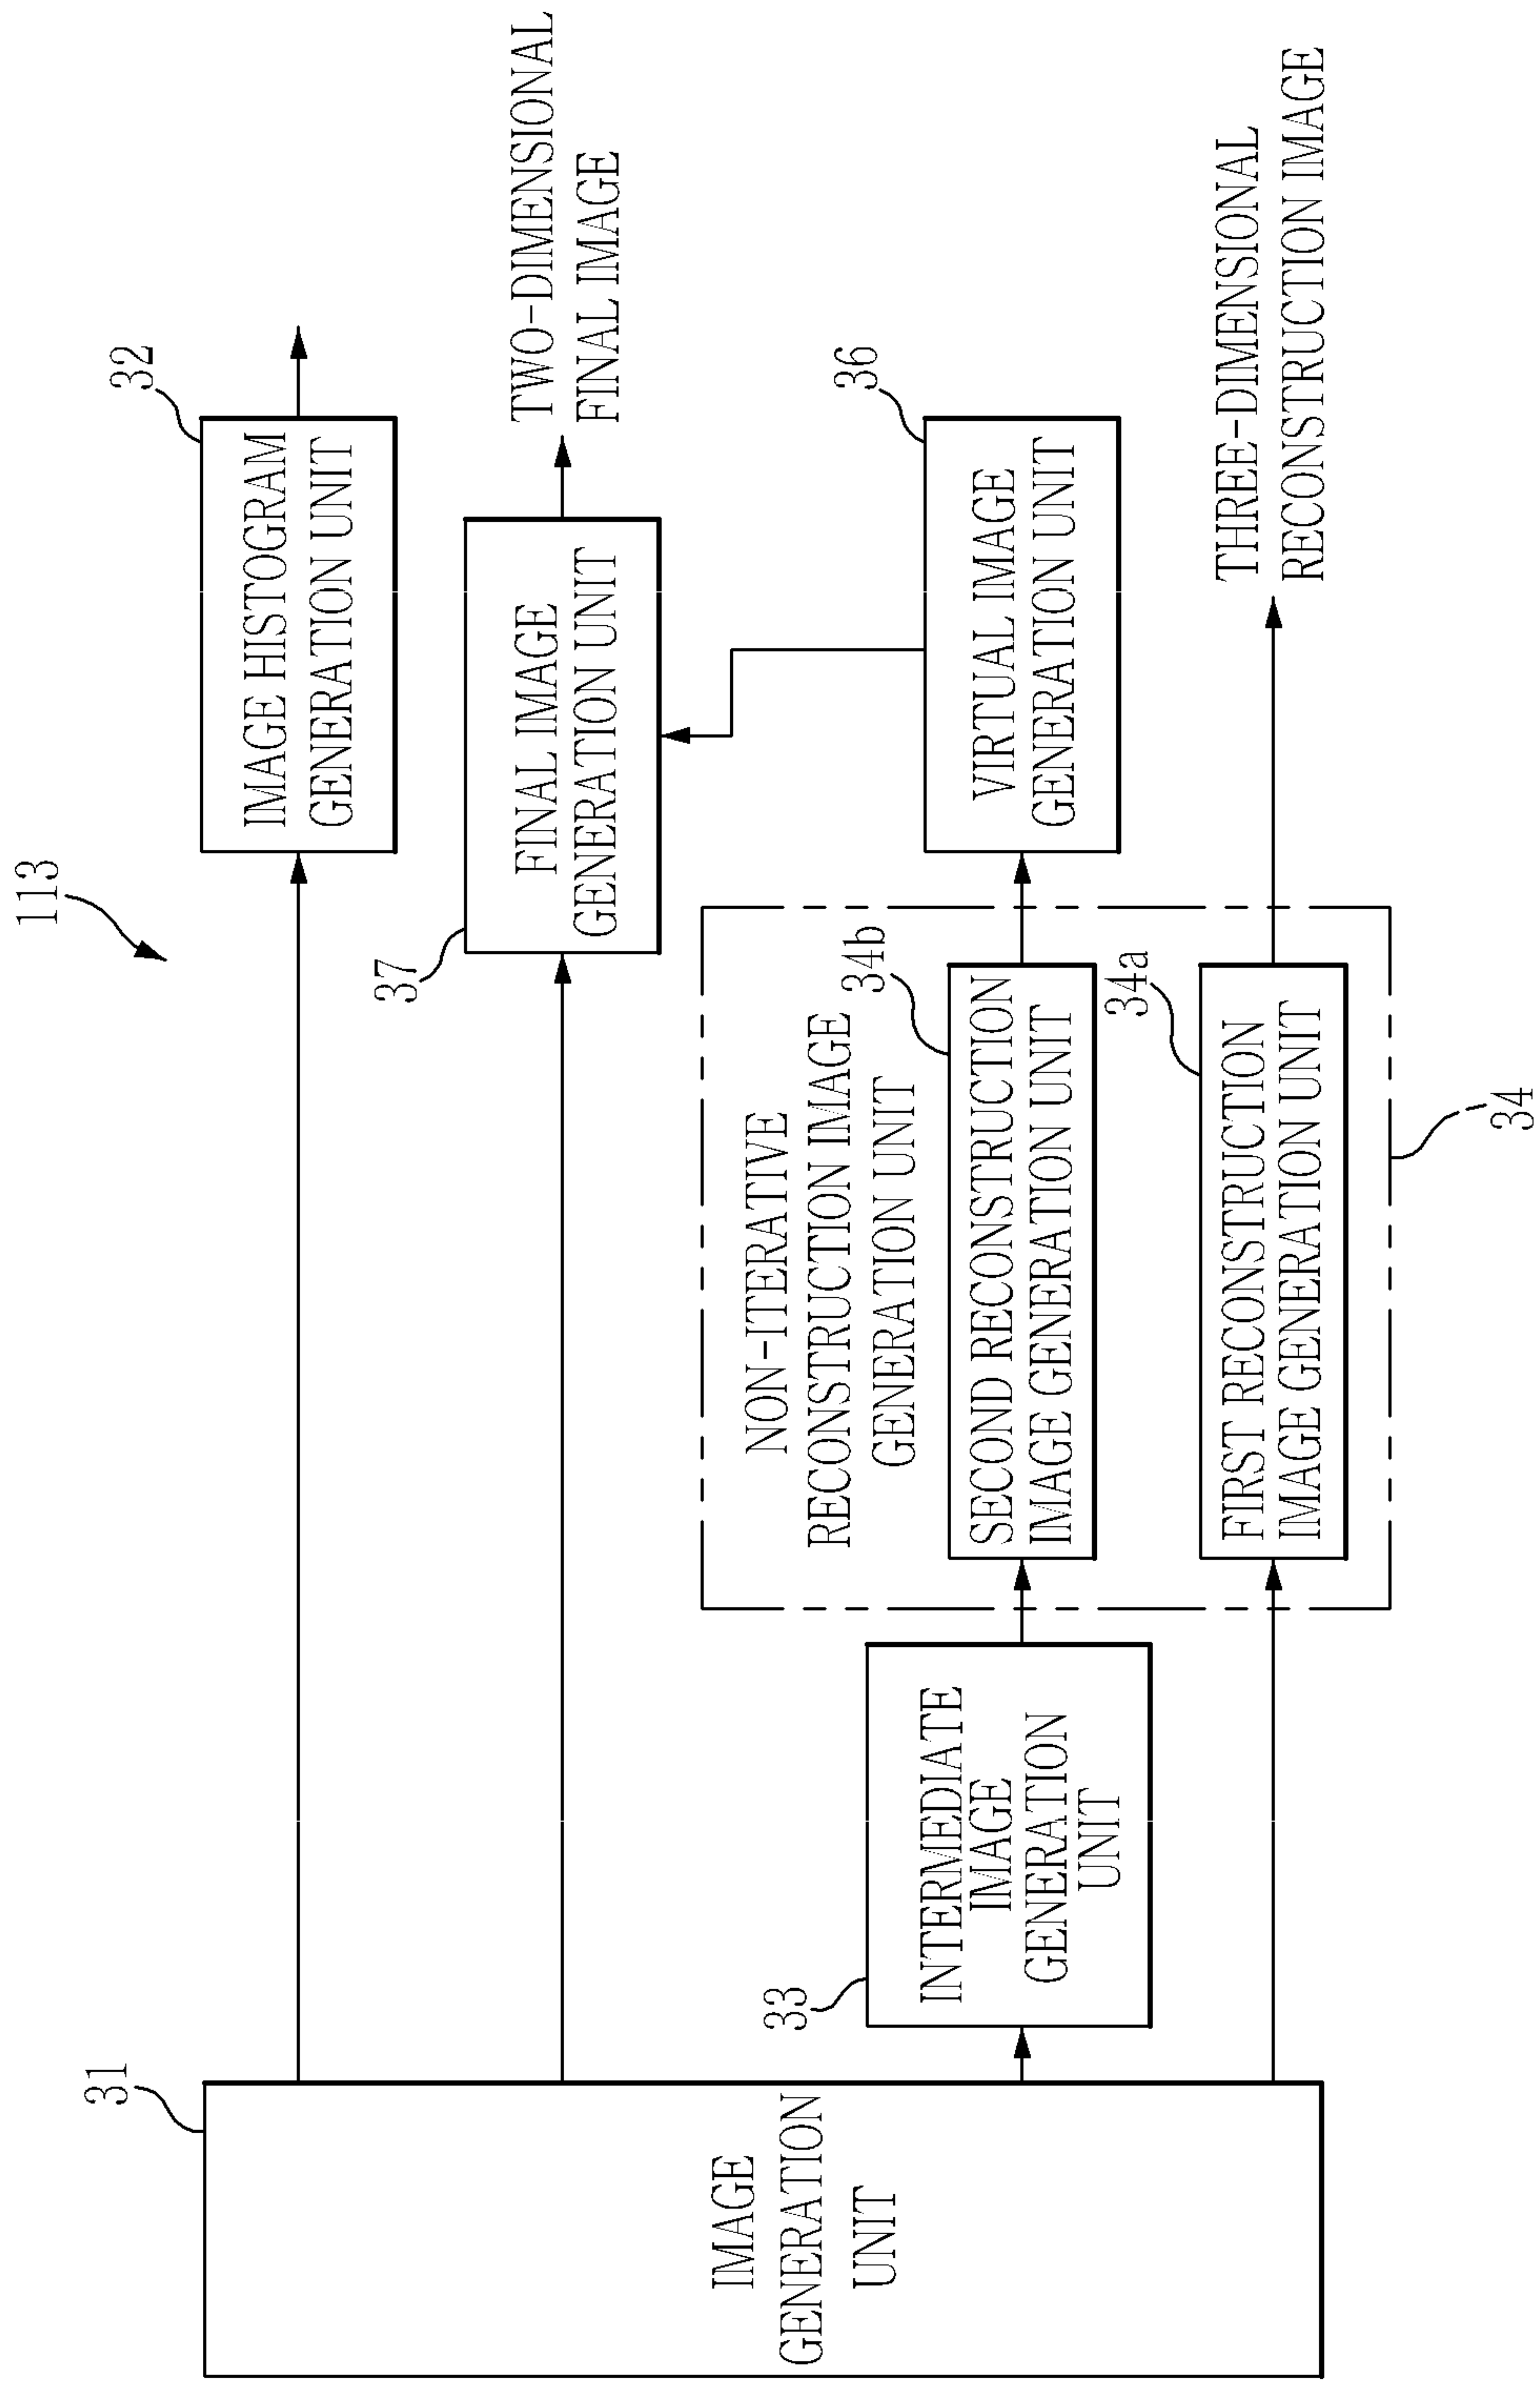 113
31
IMAGE
GENERATION
UNIT
32
IMAGE HISTOGRAM
GENERATION UNIT
37
FINAL IMAGE
GENERATION UNIT
TWO-DIMENSIONAL
FINAL IMAGE
33
INTERMEDIATE
IMAGE
GENERATION
UNIT
NON-ITERATIVE
RECONSTRUCTION IMAGE
GENERATION UNIT
34b
SECOND RECONSTRUCTION
IMAGE GENERATION UNIT
36
VIRTUAL IMAGE
GENERATION UNIT
34a
FIRST RECONSTRUCTION
IMAGE GENERATION UNIT
THREE-DIMENSIONAL
RECONSTRUCTION IMAGE
34